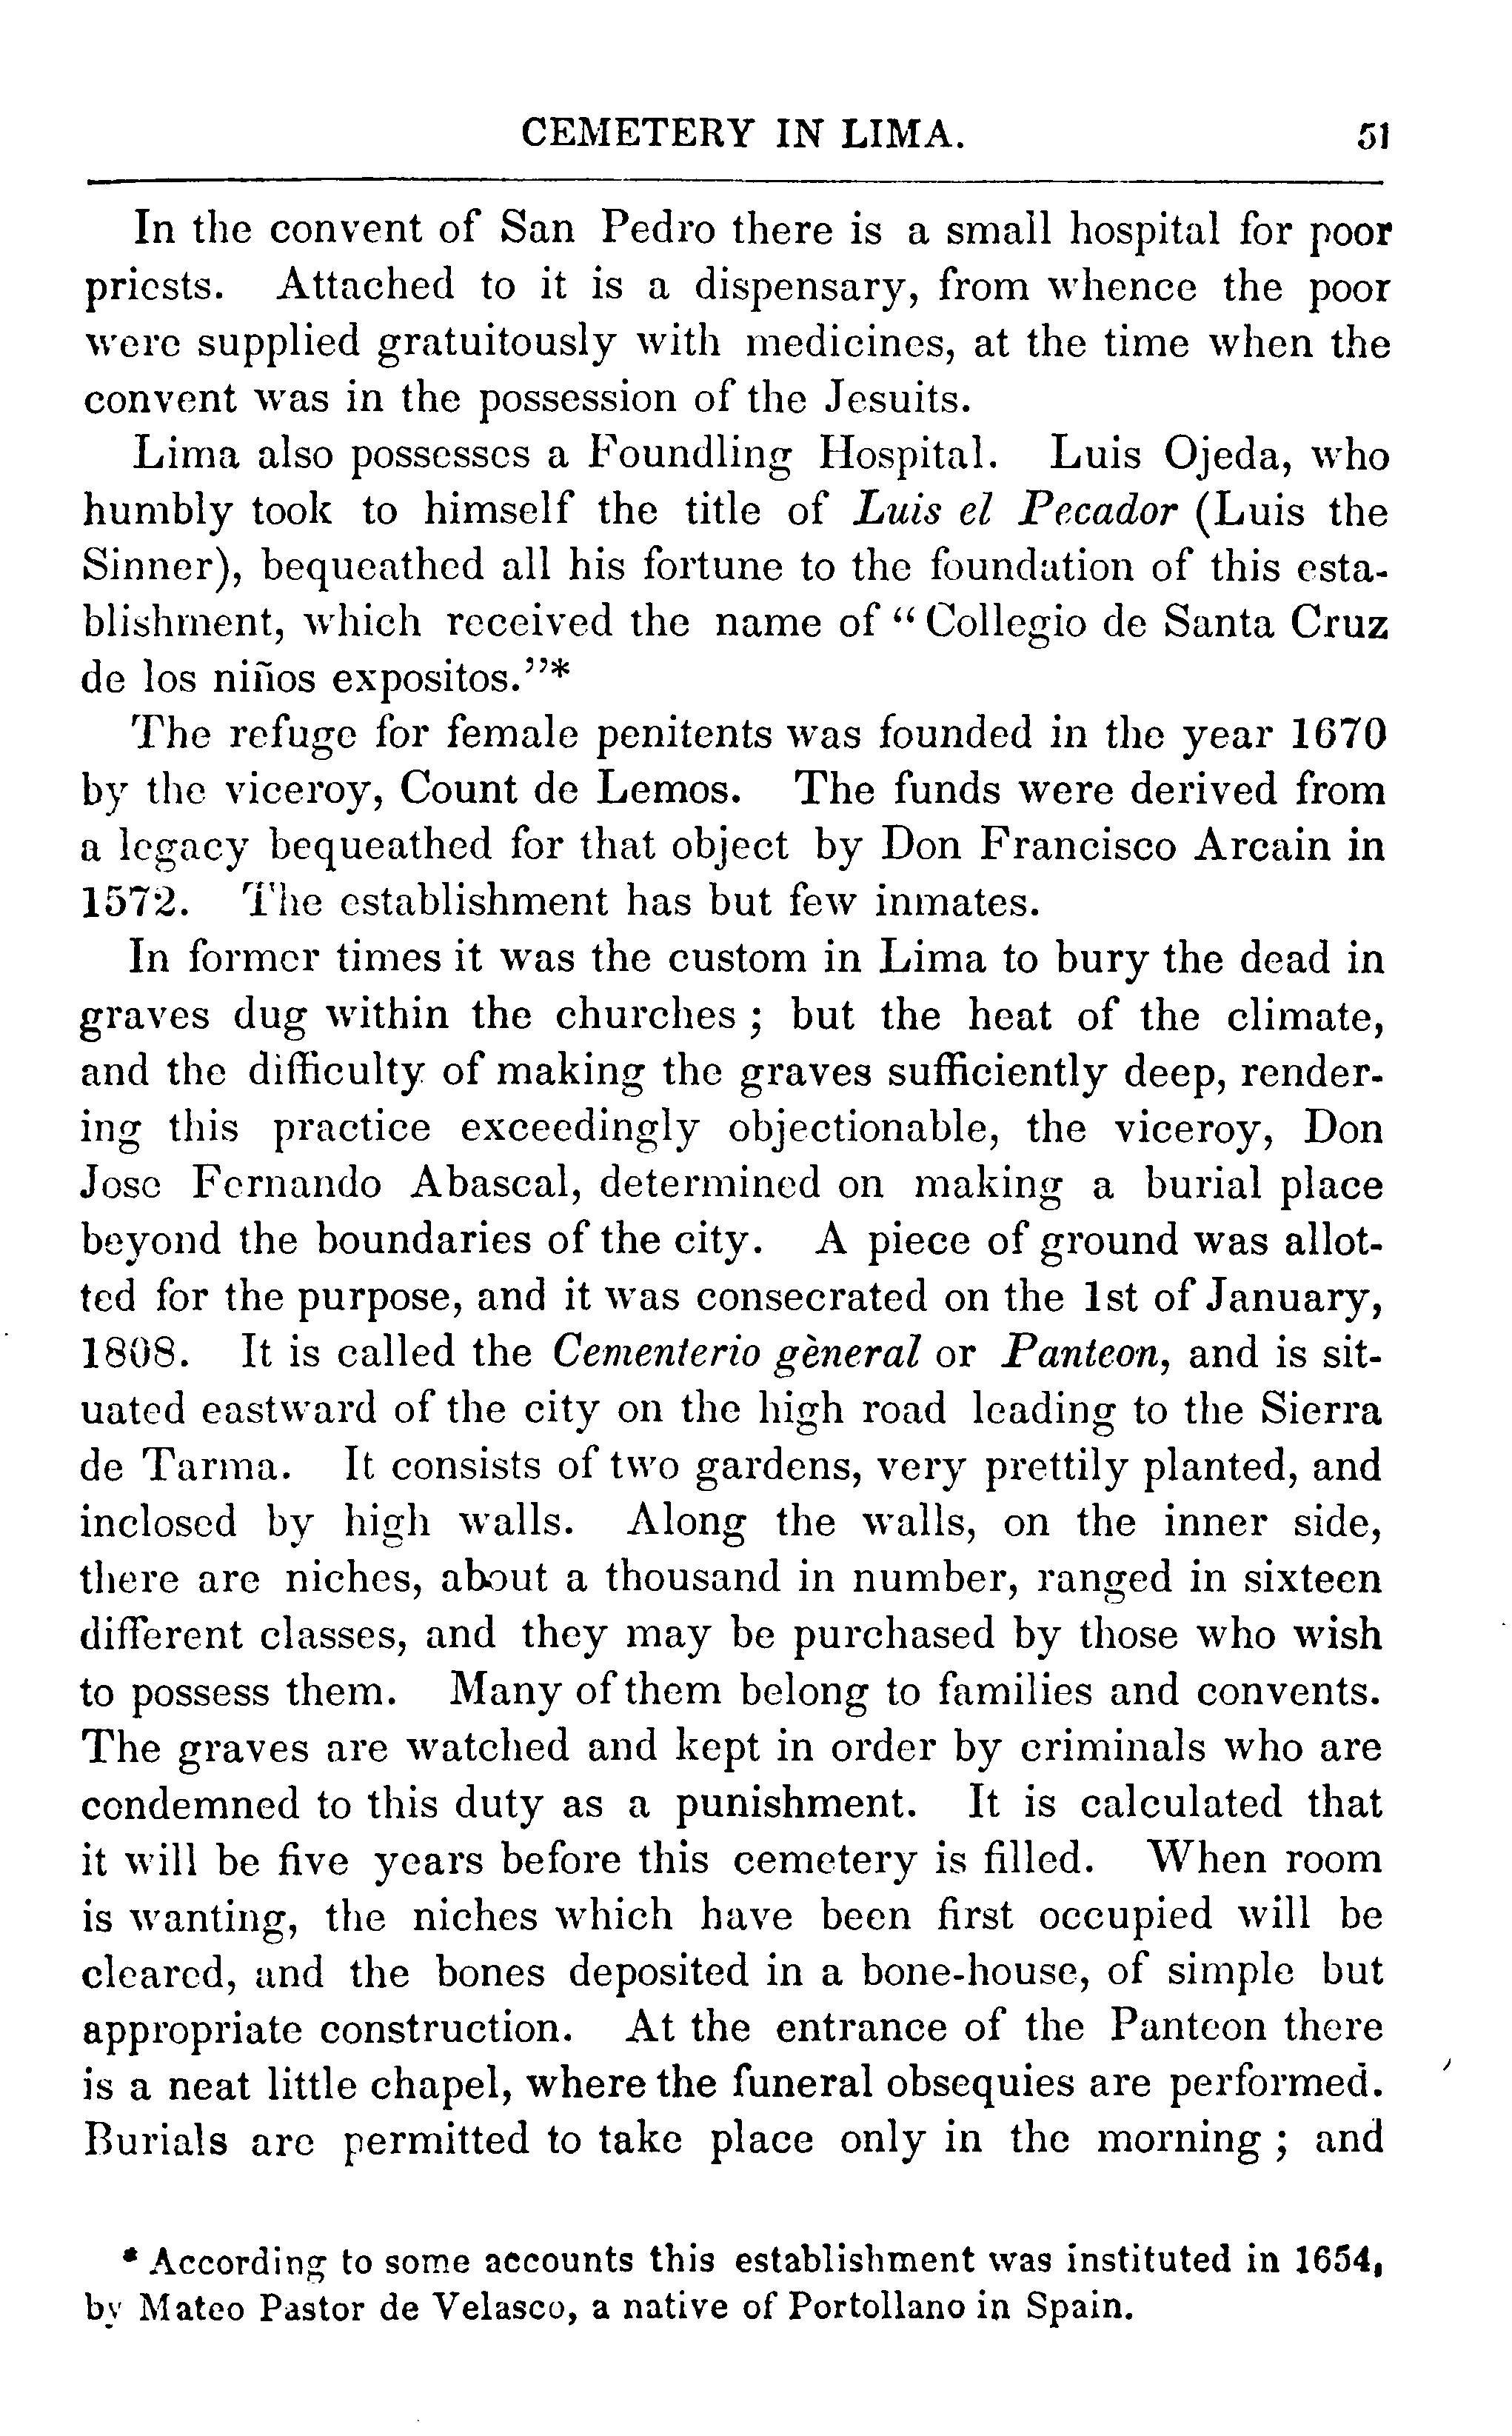 CEMETERY IN LIMA. 51
In the convent of San Pedro there is a small hospital for poor
priests. Attached to it is a dispensary, from whence the poor
were supplied gratuitously with medicines, at the time when the
convent was in the possession of the Jesuits.
Lima also possesses a Foundling Hospital. Luis Ojeda, who
humbly took to himself the title of Luis el Pecador (Luis the
Sinner), bequeathed all his fortune to the foundation of this esta-
blishment, which received the name of “Collegio de Santa Cruz
de los niños expositos.”*
The refuge for female penitents was founded in the year 1670
by the viceroy, Count de Lemos. The funds were derived from
a legacy bequeathed for that object by Don Francisco Arcain in
1572. The establishment has but few inmates.
In former times it was the custom in Lima to bury the dead in
graves dug within the churches; but the heat of the climate,
and the difficulty of making the graves sufficiently deep, render-
ing this practice exceedingly objectionable, the viceroy, Don
Jose Fernando Abascal, determined on making a burial place
beyond the boundaries of the city. A piece of ground was allot-
ted for the purpose, and it was consecrated on the 1st of January,
1808. It is called the Cementerio gèneral or Panteon, and is sit-
uated eastward of the city on the high road leading to the Sierra
de Tarma. It consists of two gardens, very prettily planted, and
inclosed by high walls. Along the walls, on the inner side,
there are niches, about a thousand in number, ranged in sixteen
different classes, and they may be purchased by those who wish
to possess them. Many of them belong to families and convents.
The graves are watched and kept in order by criminals who are
condemned to this duty as a punishment. It is calculated that
it will be five years before this cemetery is filled. When room
is wanting, the niches which have been first occupied will be
cleared, and the bones deposited in a bone-house, of simple but
appropriate construction. At the entrance of the Panteon there
is a neat little chapel, where the funeral obsequies are performed.
Burials are permitted to take place only in the morning; and
* According to some accounts this establishment was instituted in 1654,
by Mateo Pastor de Velasco, a native of Portollano in Spain.